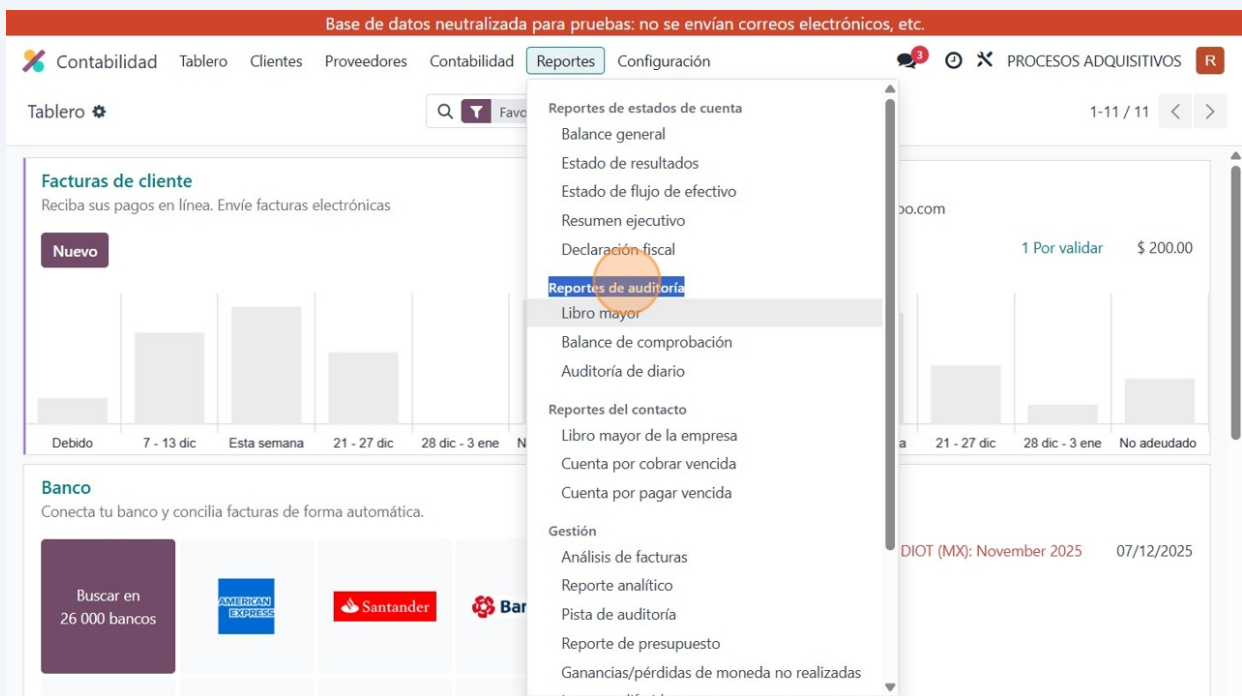 Base de datos neutralizada para pruebas: no se envían correos electrónicos, etc.
Contabilidad Tablero Clientes Proveedores Contabilidad Reportes Configuración 3 PROCESOS ADQUISITIVOS R
Tablero Favo 1-11 / 11
Reportes de estados de cuenta
Balance general
Estado de resultados
Estado de flujo de efectivo
Resumen ejecutivo
Declaración fiscal
Reportes de auditoría
Libro mayor
Balance de comprobación
Auditoría de diario
Reportes del contacto
Libro mayor de la empresa
Cuenta por cobrar vencida
Cuenta por pagar vencida
Gestión
Análisis de facturas
Reporte analítico
Pista de auditoría
Reporte de presupuesto
Ganancias/pérdidas de moneda no realizadas
Facturas de cliente
Reciba sus pagos en línea. Envíe facturas electrónicas
Nuevo
Debido 7 - 13 dic Esta semana 21 - 27 dic 28 dic - 3 ene N
oo.com
1 Por validar $ 200.00
a 21 - 27 dic 28 dic - 3 ene No adeudado
Banco
Conecta tu banco y concilia facturas de forma automática.
Buscar en
26 000 bancos
AMERICAN
EXPRESS
Santander
Bar
DIOT (MX): November 2025 07/12/2025